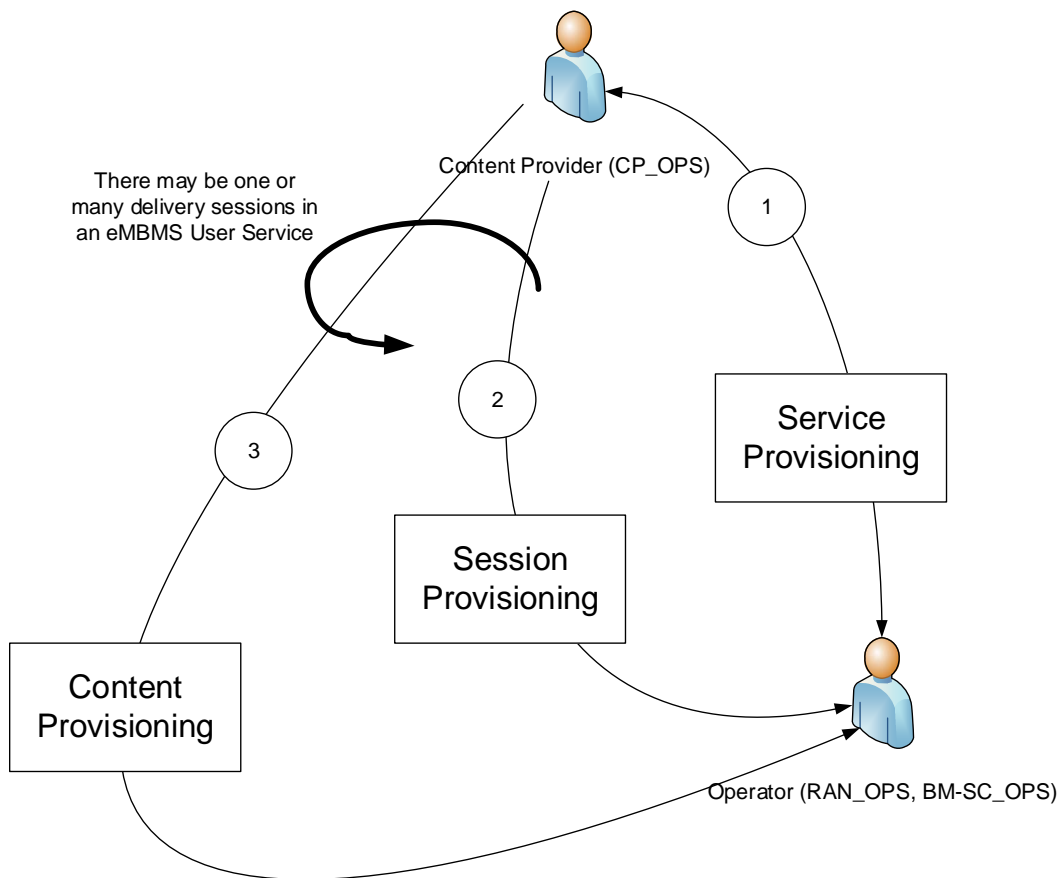 Content Provider (CP_OPS)
There may be one or
many delivery sessions in
an eMBMS User Service
1
2
3
Service
Provisioning
Session
Provisioning
Content
Provisioning
Operator (RAN_OPS, BM-SC_OPS)